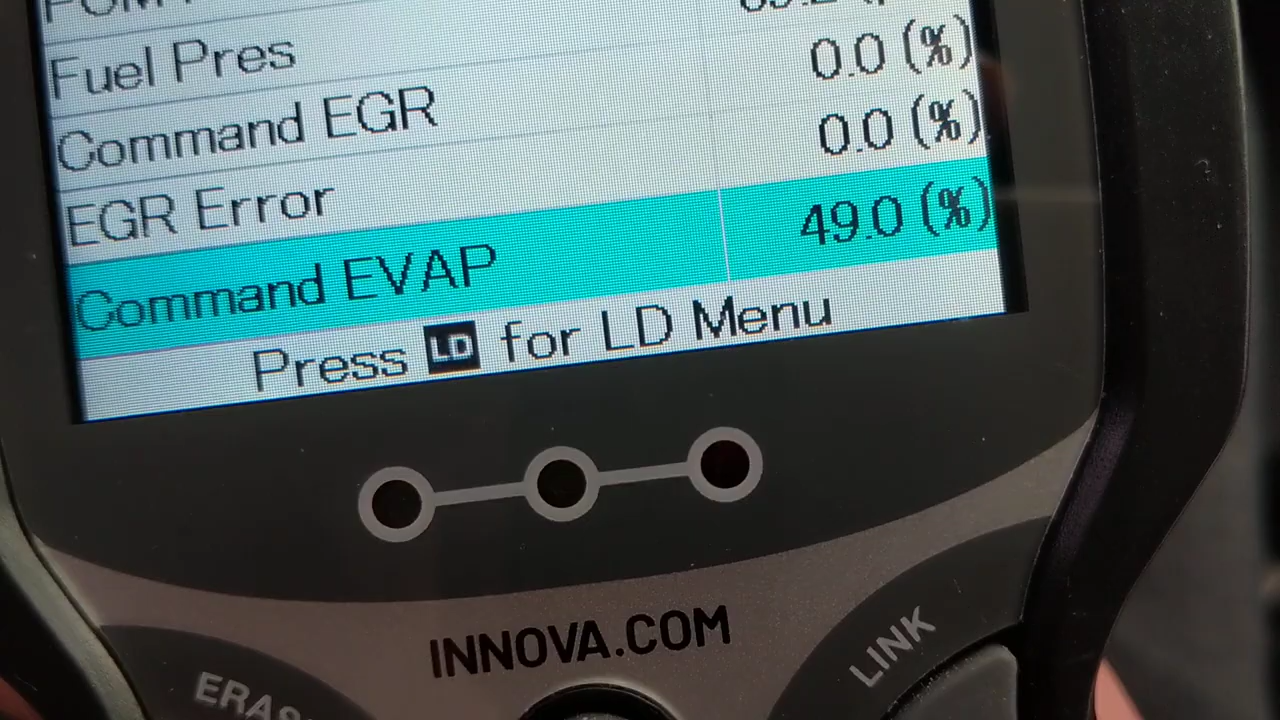 Fuel Pres
Command EGR 0.0 (%)
EGR Error 0.0 (%)
Command EVAP 49.0 (%)
Press LD for LD Menu
INNOVA.COM
LINK